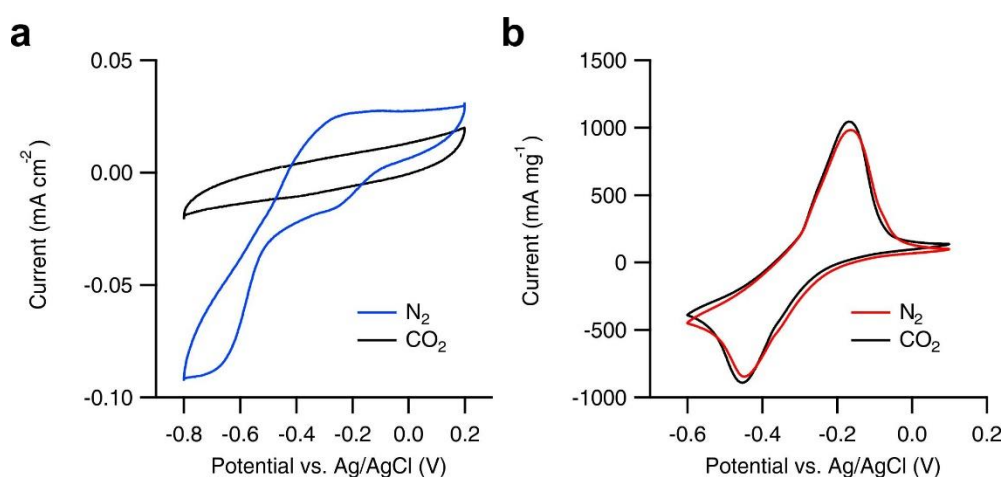 a
0.05
0.00
-0.05
-0.10
Current (mA cm⁻²)
N₂
CO₂
-0.8 -0.6 -0.4 -0.2 0.0 0.2
Potential vs. Ag/AgCl (V)
b
1500
1000
500
0
-500
-1000
Current (mA mg⁻¹)
N₂
CO₂
-0.6 -0.4 -0.2 0.0 0.2
Potential vs. Ag/AgCl (V)